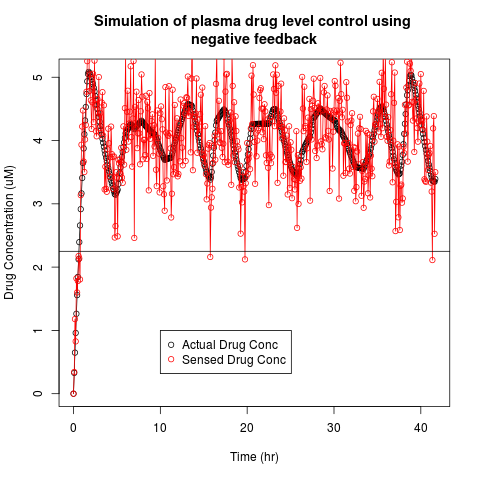 Simulation of plasma drug level control using
negative feedback
Drug Concentration (uM)
5
4
3
2
1
0
Actual Drug Conc
Sensed Drug Conc
0
10
20
30
40
Time (hr)